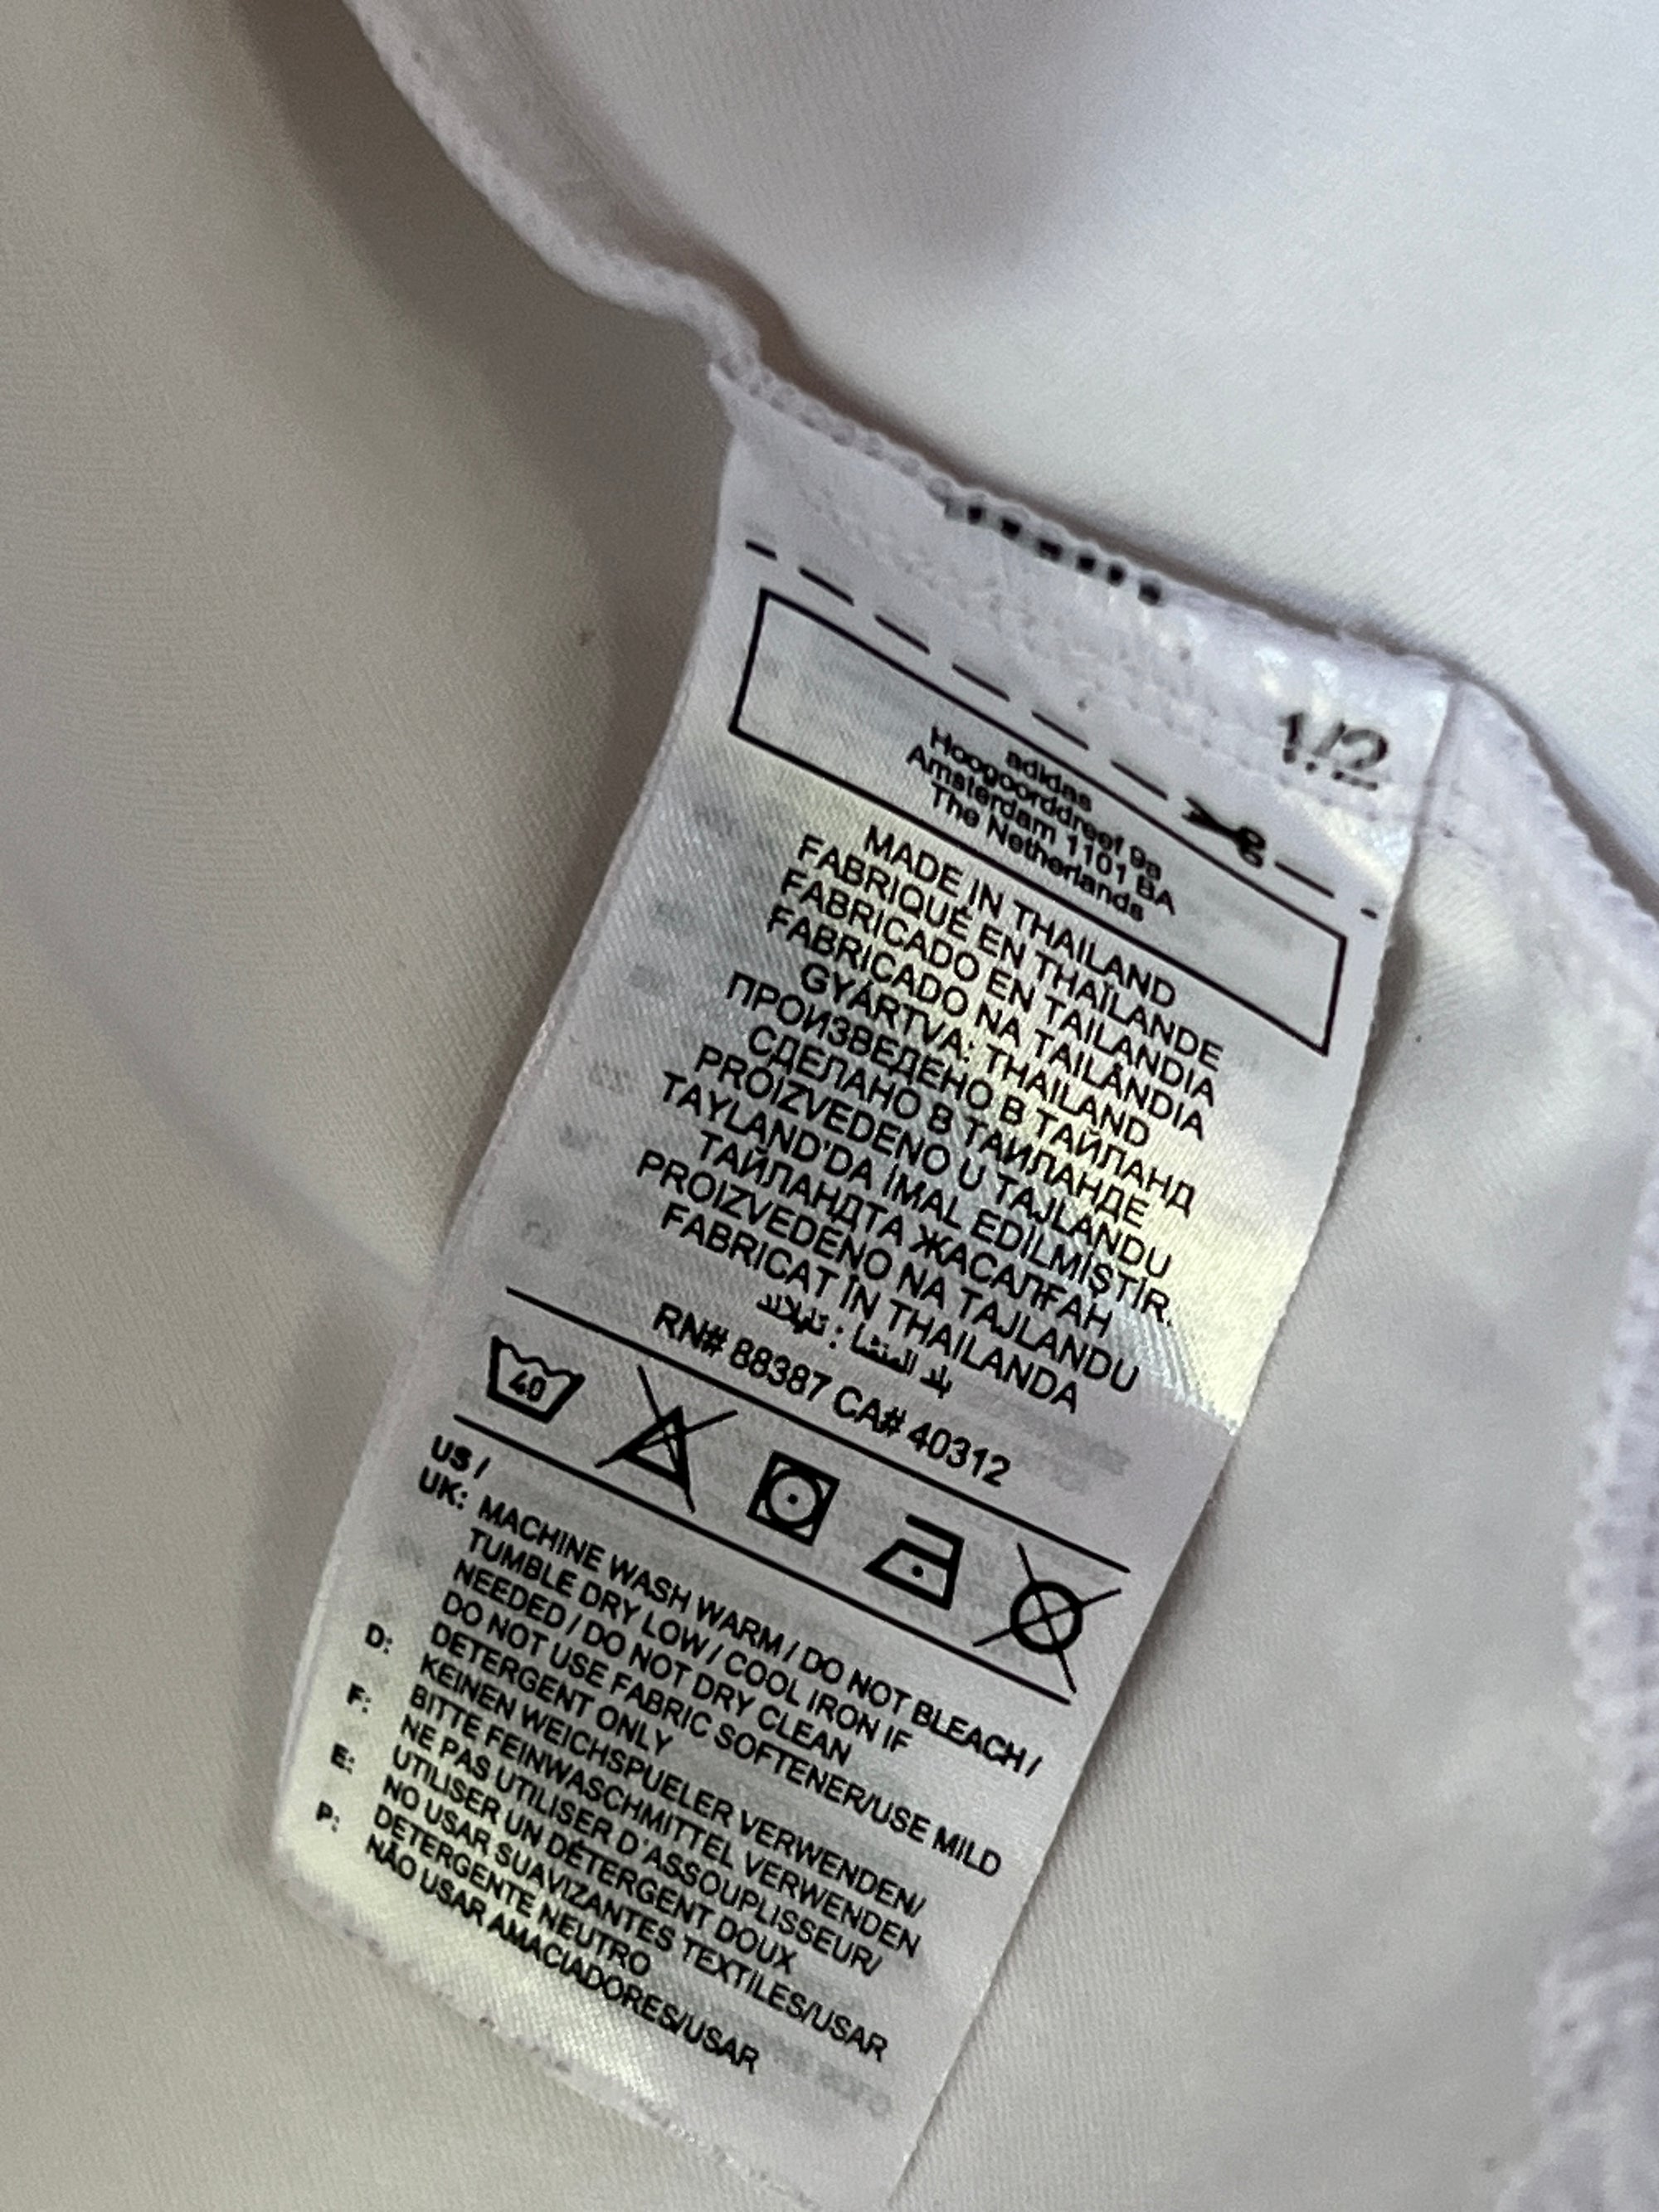 1/2
adidas
Hoogoorddreef 9a
Amsterdam 1101 BA
The Netherlands
MADE IN THAILAND
FABRIQUÉ EN THAÏLANDE
FABRICADO EN TAILANDIA
FABRICADO NA TAILÂNDIA
GYÁRTVA: THAILAND
ПРОИЗВЕДЕНО В ТАЙЛАНД
СДЕЛАНО В ТАИЛАНДЕ
PROIZVEDENO U TAJLANDU
TAYLAND'DA İMAL EDİLMİŞTİR.
ТАЙЛАНДТА ЖАСАЛҒАН
PROIZVEDENO NA TAJLANDU
FABRICAT ÎN THAILANDA
بلد المنشأ : تايلاند
RN# 88387 CA# 40312
40
US /
UK: MACHINE WASH WARM / DO NOT BLEACH /
TUMBLE DRY LOW / COOL IRON IF
NEEDED / DO NOT DRY CLEAN
DO NOT USE FABRIC SOFTENER/USE MILD
DETERGENT ONLY
D: KEINEN WEICHSPUELER VERWENDEN/
BITTE FEINWASCHMITTEL VERWENDEN
F: NE PAS UTILISER D'ASSOUPLISSEUR/
UTILISER UN DÉTERGENT DOUX
E: NO USAR SUAVIZANTES TEXTILES/USAR
DETERGENTE NEUTRO
P: NÃO USAR AMACIADORES/USAR